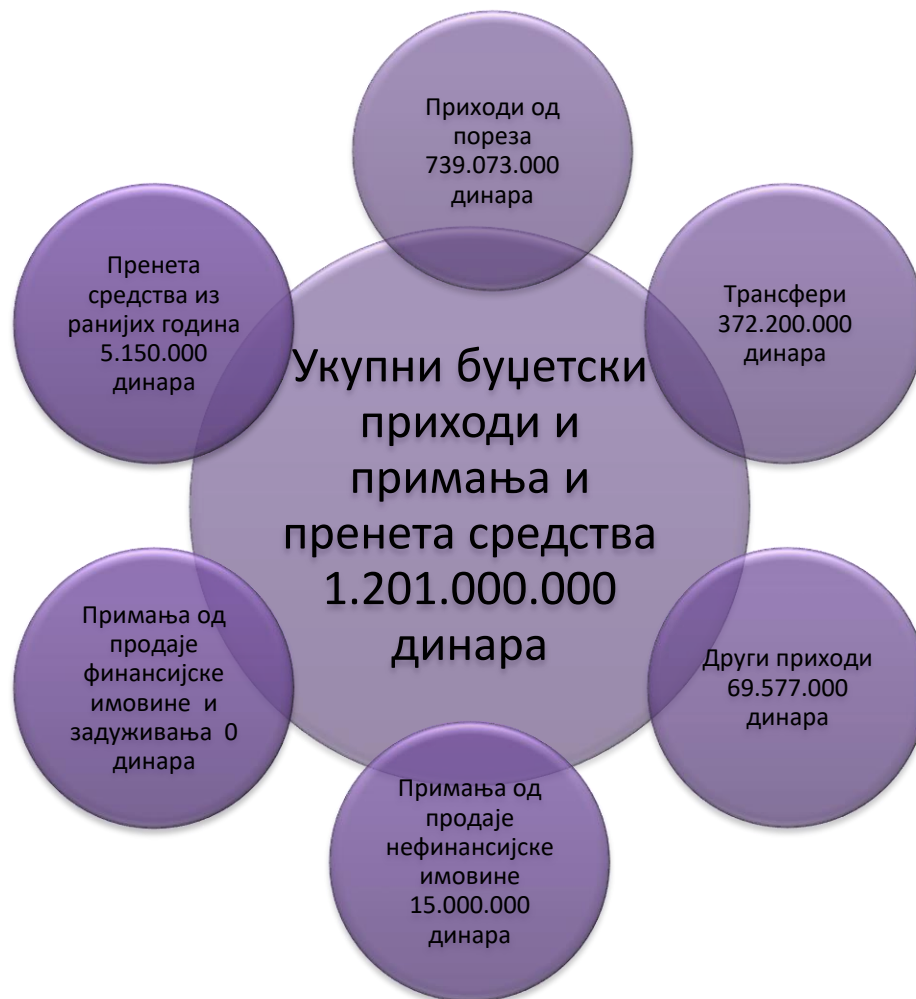 Приходи од
пореза
739.073.000
динара
Трансфери
372.200.000
динара
Други приходи
69.577.000
динара
Примања од
продаје
нефинансијске
имовине
15.000.000
динара
Примања од
продаје
финансијске
имовине и
задуживања 0
динара
Пренета
средства из
ранијих година
5.150.000
динара
Укупни буџетски
приходи и
примања и
пренета средства
1.201.000.000
динара